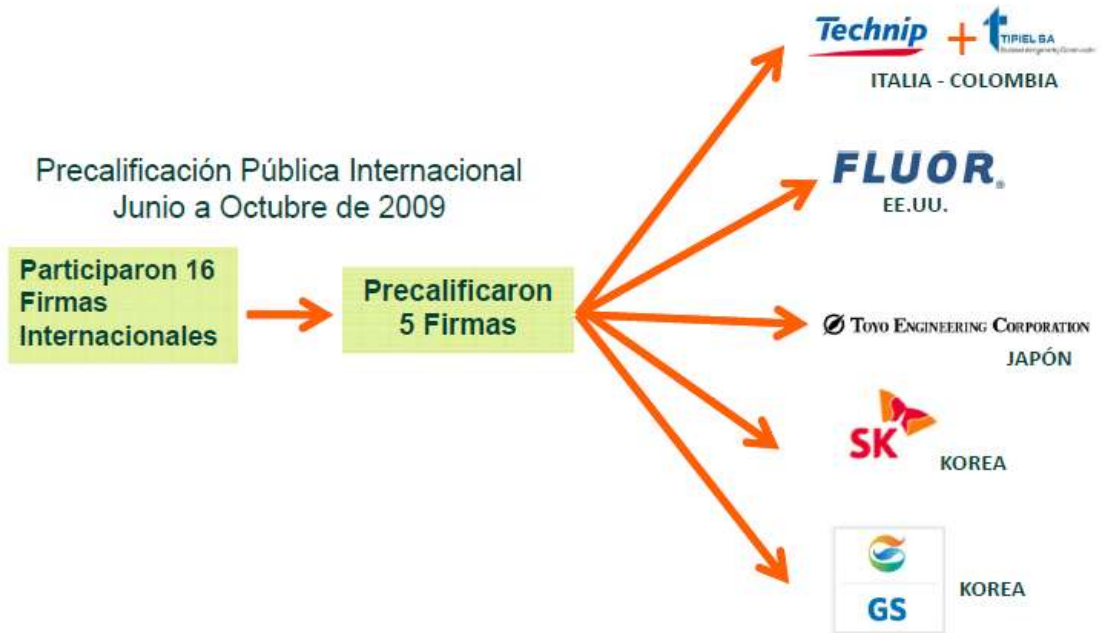 Technip + TIPIEL SA
ITALIA - COLOMBIA
Precalificación Pública Internacional
Junio a Octubre de 2009
FLUOR®
EE.UU.
Participaron 16
Firmas
Internacionales
Precalificaron
5 Firmas
TOYO ENGINEERING CORPORATION
JAPÓN
SK
KOREA
GS
KOREA